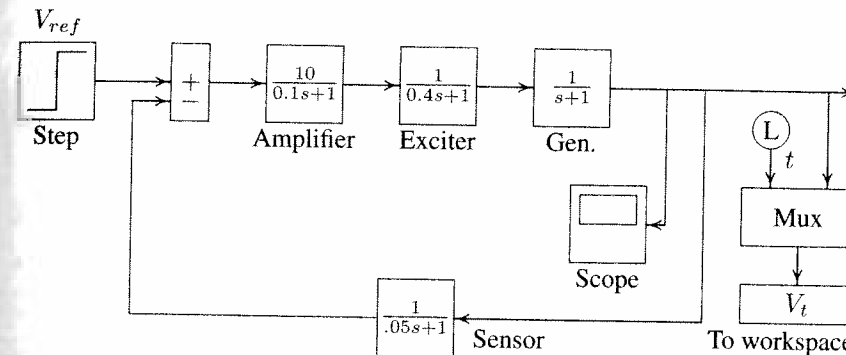 V_ref
Step
+
−
10
0.1s+1
Amplifier
1
0.4s+1
Exciter
1
s+1
Gen.
L
t
Mux
V_t
To workspace
Scope
1
.05s+1
Sensor